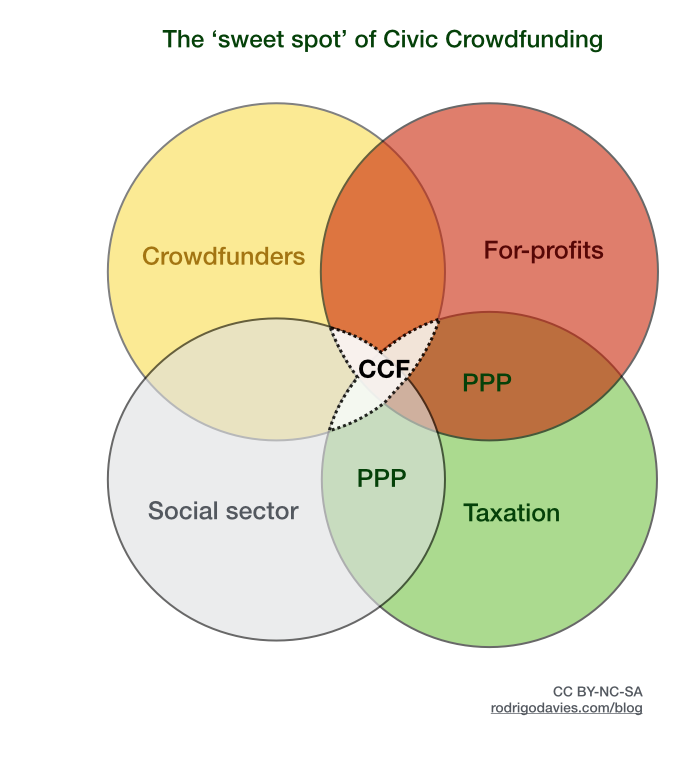 The ‘sweet spot’ of Civic Crowdfunding
Crowdfunders
For-profits
CCF
PPP
PPP
Social sector
Taxation
CC BY-NC-SA
rodrigodavies.com/blog